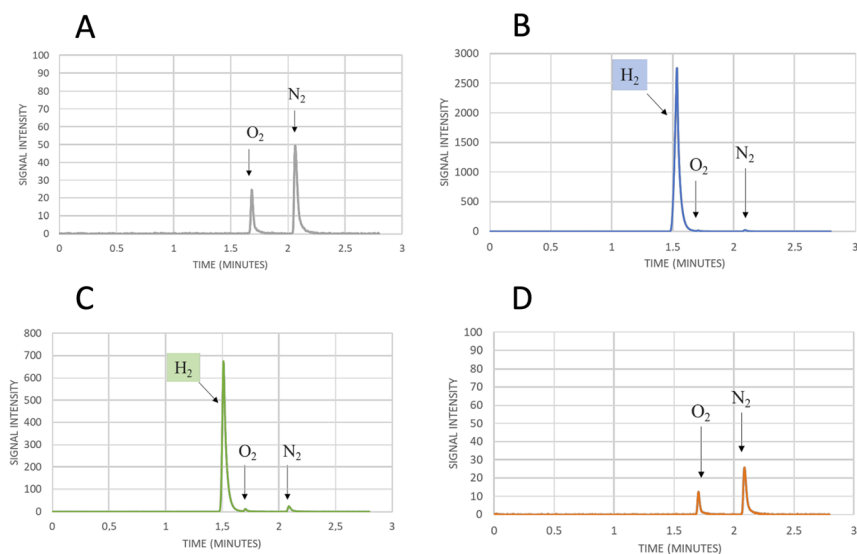 A
100
90
80
70
60
50
40
30
20
10
0
SIGNAL INTENSITY
O2
N2
0 0.5 1 1.5 2 2.5 3
TIME (MINUTES)
B
3000
2500
2000
1500
1000
500
0
SIGNAL INTENSITY
H2
O2
N2
0 0.5 1 1.5 2 2.5 3
TIME (MINUTES)
C
800
700
600
500
400
300
200
100
0
SIGNAL INTENSITY
H2
O2
N2
0 0,5 1 1,5 2 2,5 3
TIME (MINUTES)
D
100
90
80
70
60
50
40
30
20
10
0
SIGNAL INTENSITY
O2
N2
0 0.5 1 1.5 2 2.5 3
TIME (MINUTES)